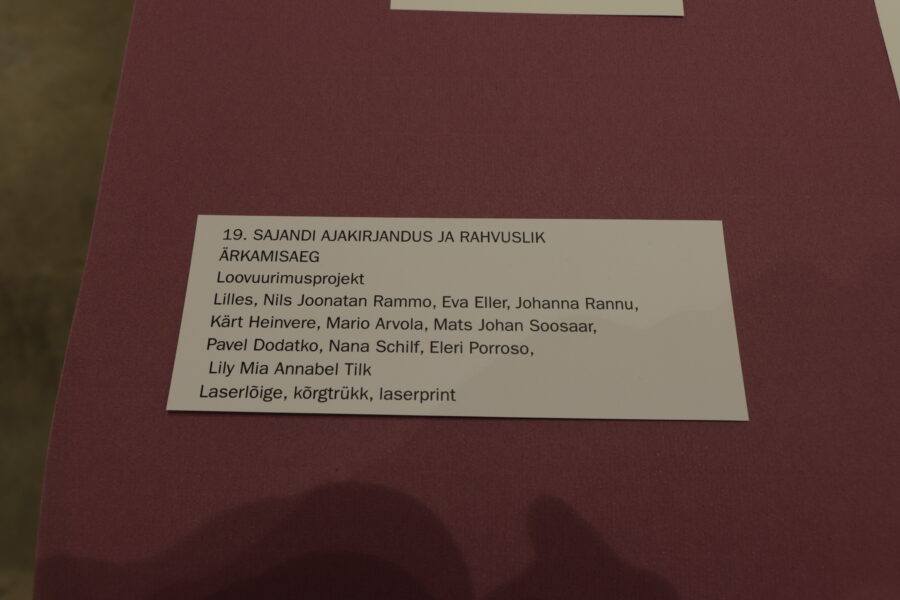 19. SAJANDI AJAKIRJANDUS JA RAHVUSLIK
ÄRKAMISAEG
Loovuurimusprojekt
Lilles, Nils Joonatan Rammo, Eva Eller, Johanna Rannu,
Kärt Heinvere, Mario Arvola, Mats Johan Soosaar,
Pavel Dodatko, Nana Schilf, Eleri Porroso,
Lily Mia Annabel Tilk
Laserlõige, kõrgtrükk, laserprint